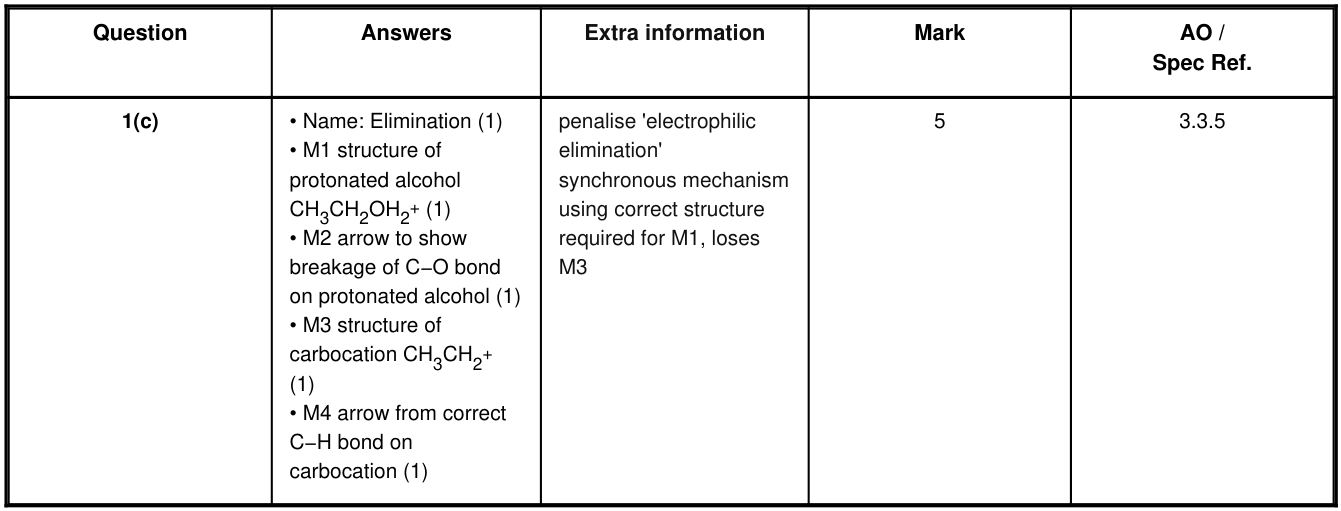 Question
Answers
Extra information
Mark
AO /
Spec Ref.
1(c)
• Name: Elimination (1)
• M1 structure of
protonated alcohol
CH₃CH₂OH₂⁺ (1)
• M2 arrow to show
breakage of C–O bond
on protonated alcohol (1)
• M3 structure of
carbocation CH₃CH₂⁺
(1)
• M4 arrow from correct
C–H bond on
carbocation (1)
penalise 'electrophilic
elimination'
synchronous mechanism
using correct structure
required for M1, loses
M3
5
3.3.5